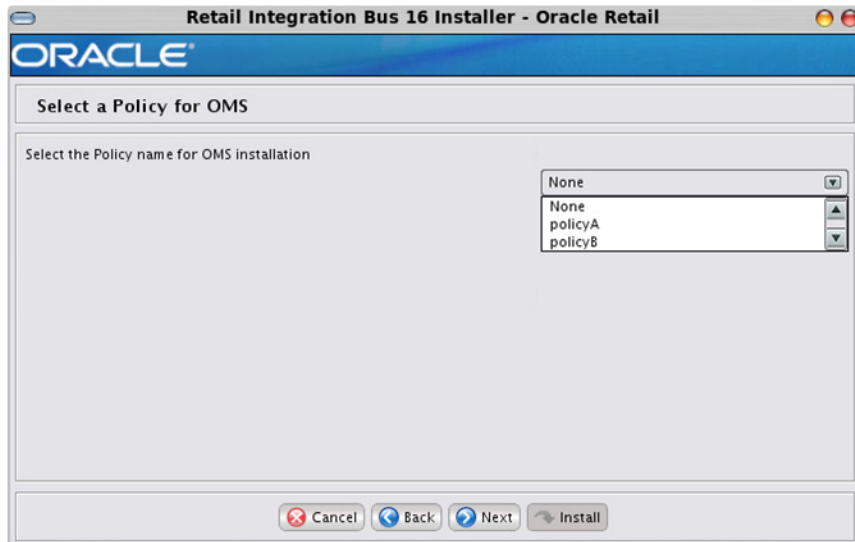 Retail Integration Bus 16 Installer - Oracle Retail
ORACLE
Select a Policy for OMS
Select the Policy name for OMS installation
None
None
policyA
policyB
Cancel Back Next Install